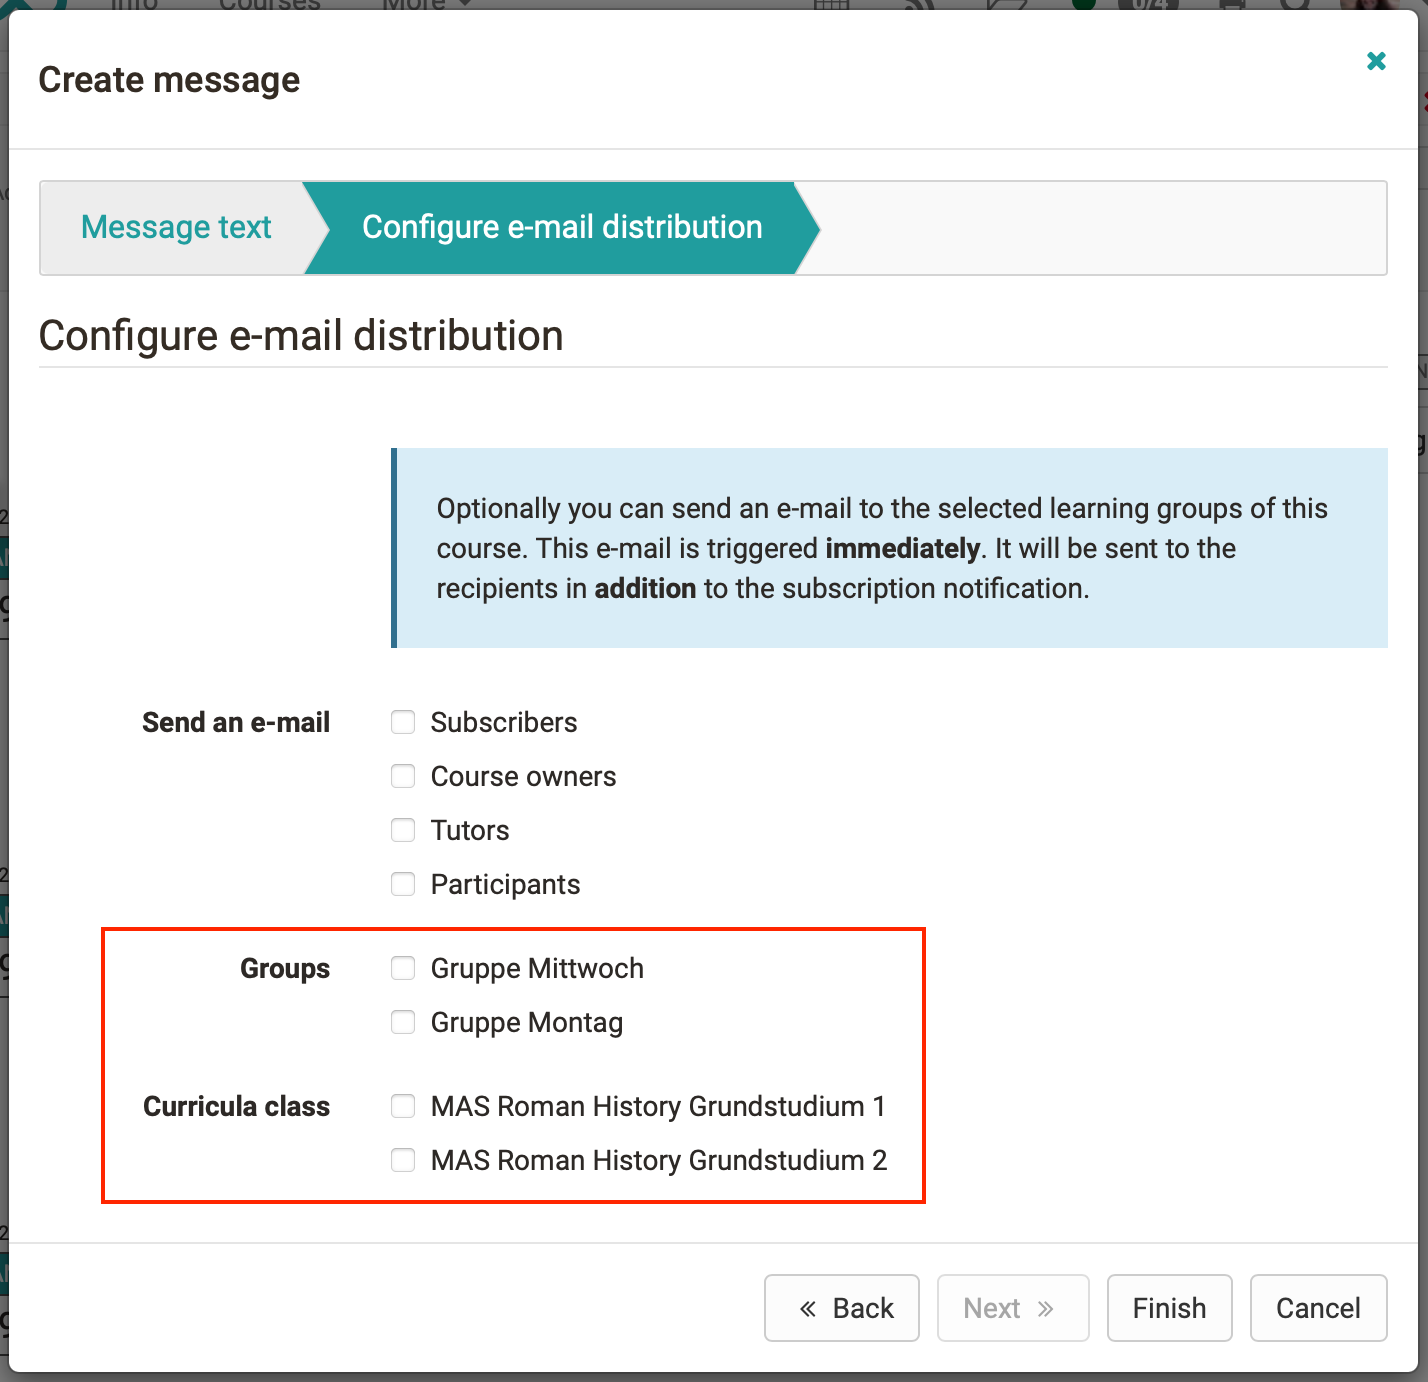 Info Courses More
0/4
Create message
Message text
Configure e-mail distribution
Configure e-mail distribution
Optionally you can send an e-mail to the selected learning groups of this
course. This e-mail is triggered immediately. It will be sent to the
recipients in addition to the subscription notification.
Send an e-mail
Subscribers
Course owners
Tutors
Participants
Groups
Gruppe Mittwoch
Gruppe Montag
Curricula class
MAS Roman History Grundstudium 1
MAS Roman History Grundstudium 2
« Back
Next »
Finish
Cancel